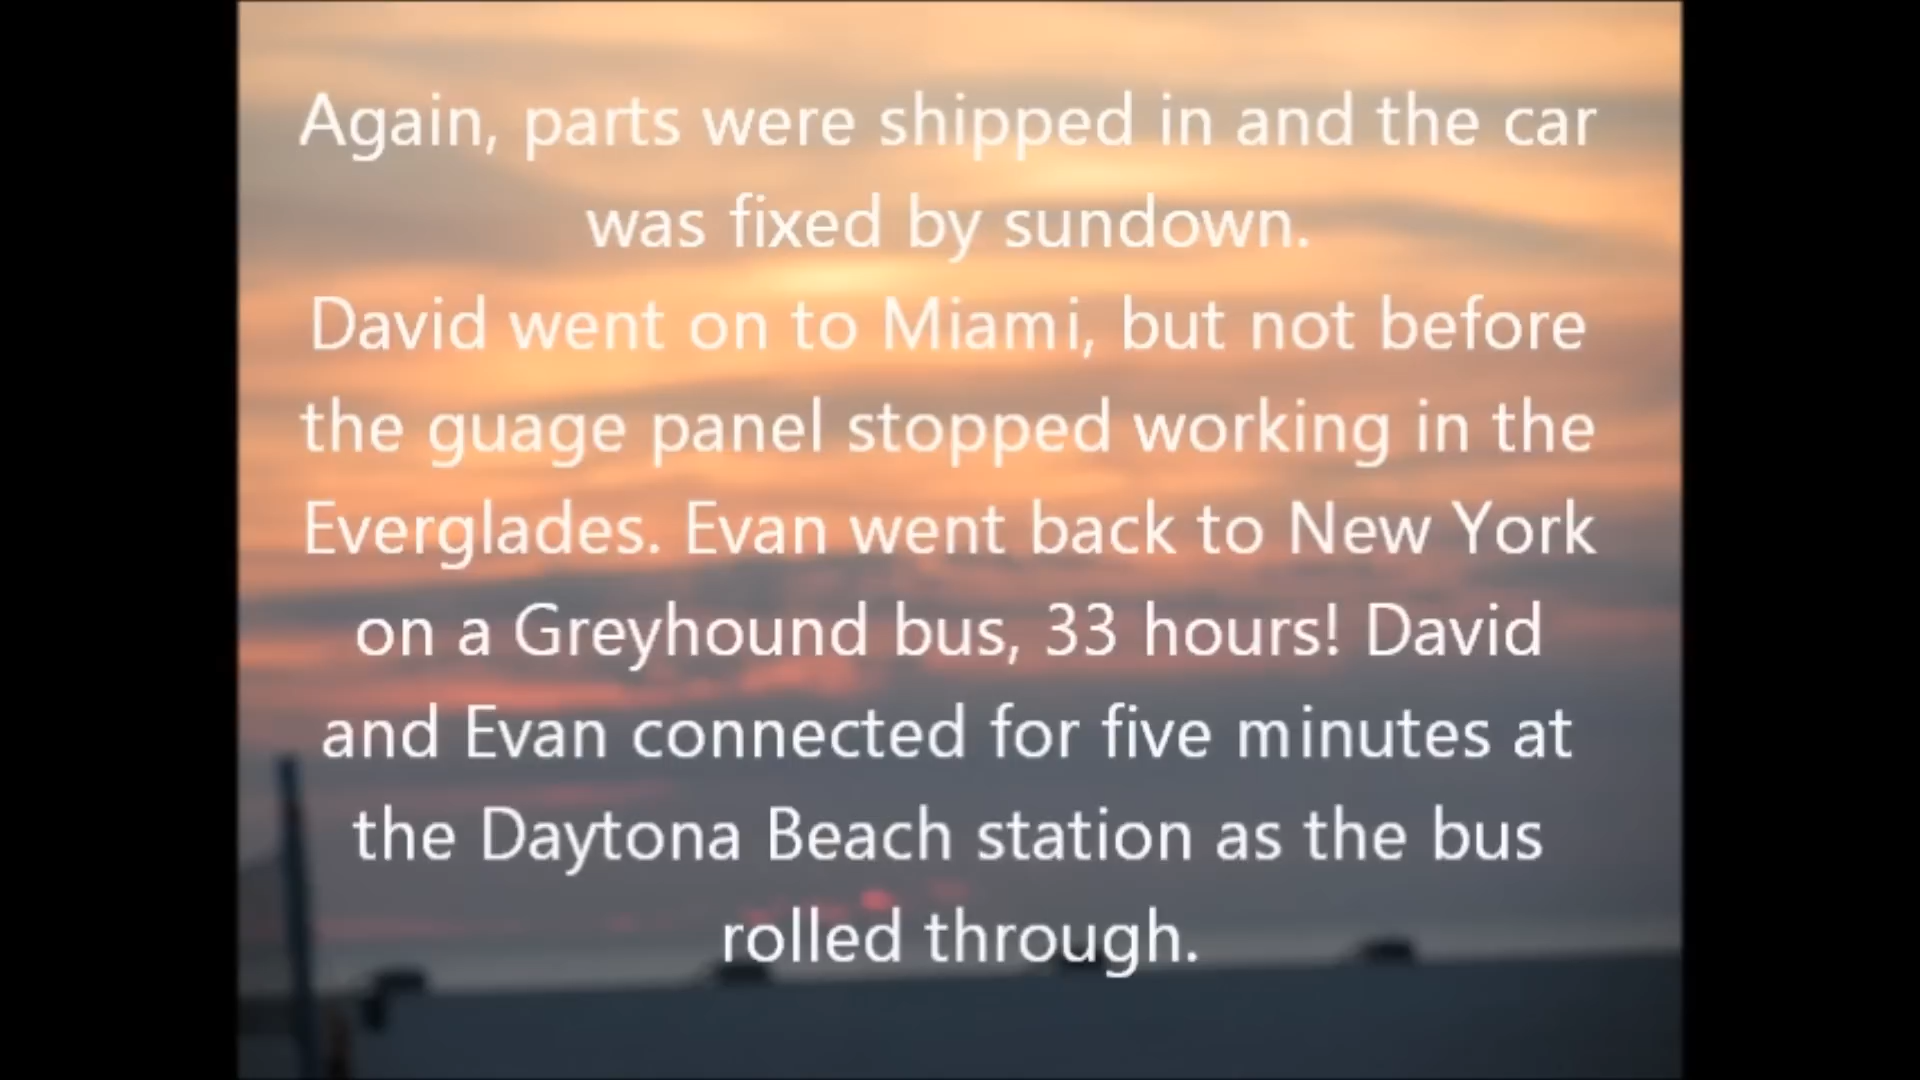 Again, parts were shipped in and the car
was fixed by sundown.
David went on to Miami, but not before
the guage panel stopped working in the
Everglades. Evan went back to New York
on a Greyhound bus, 33 hours! David
and Evan connected for five minutes at
the Daytona Beach station as the bus
rolled through.